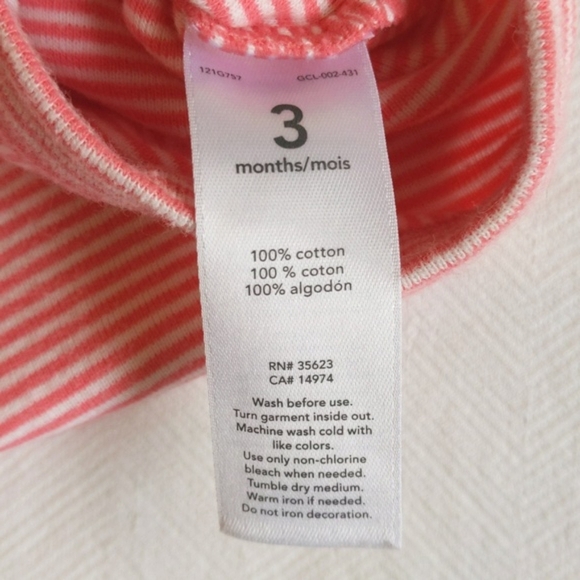 121G757 GCL-002-431
3
months/mois
100% cotton
100 % coton
100% algodón
RN# 35623
CA# 14974
Wash before use.
Turn garment inside out.
Machine wash cold with
like colors.
Use only non-chlorine
bleach when needed.
Tumble dry medium.
Warm iron if needed.
Do not iron decoration.